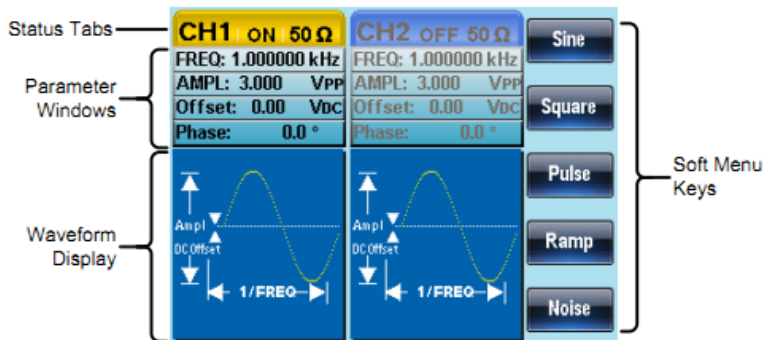 Status Tabs
CH1 ON 50 Ω
CH2 OFF 50 Ω
Sine
Parameter
Windows
FREQ: 1.000000 kHz
FREQ: 1.000000 kHz
AMPL: 3.000 VPP
AMPL: 3.000 VPP
Offset: 0.00 VDC
Offset: 0.00 VDC
Phase: 0.0 °
Phase: 0.0 °
Square
Pulse
Soft Menu
Keys
Waveform
Display
Ampl
DC Offset
1/FREQ
Ampl
DC Offset
1/FREQ
Ramp
Noise